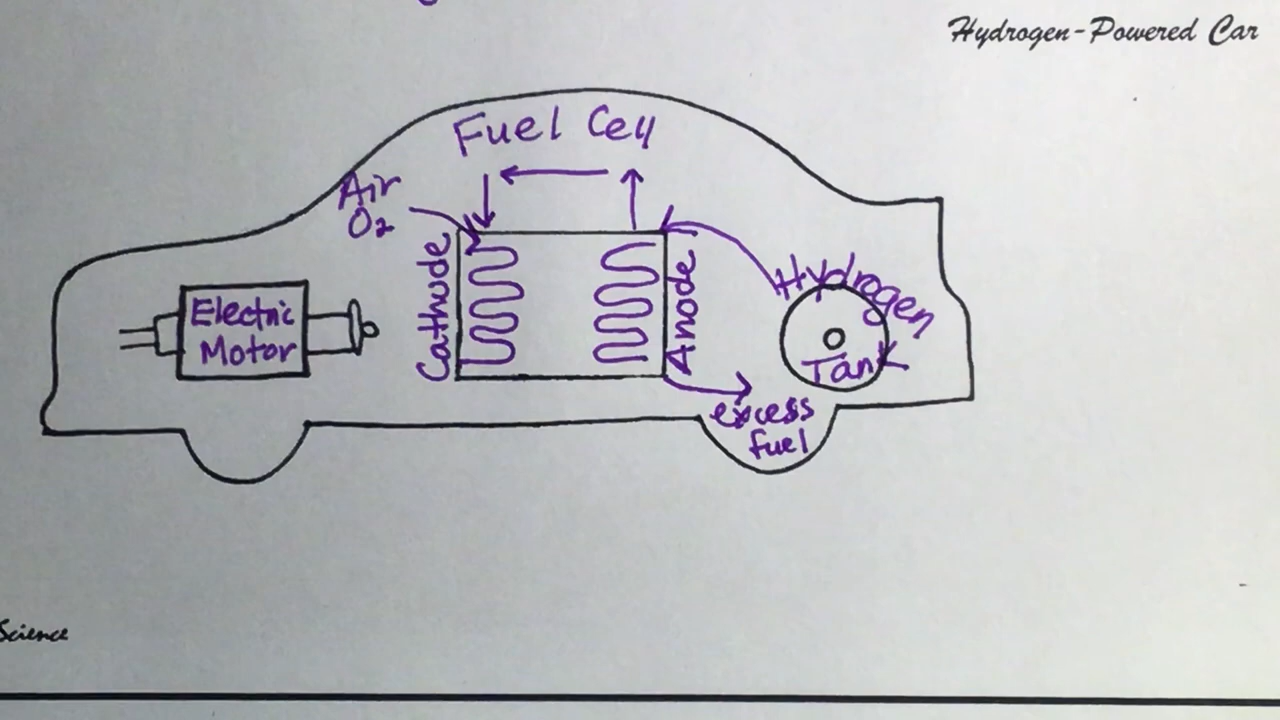 Hydrogen-Powered Car
Fuel Cell
Air
O₂
Cathode
Anode
Electric
Motor
Hydrogen
Tank
excess
fuel
Science